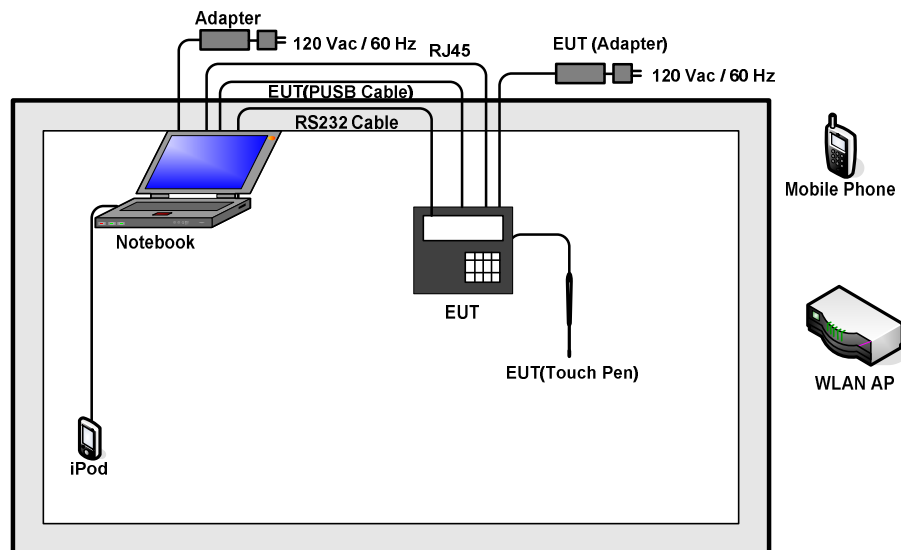 Adapter
120 Vac / 60 Hz
RJ45
EUT (Adapter)
120 Vac / 60 Hz
EUT(PUSB Cable)
RS232 Cable
Mobile Phone
Notebook
EUT
EUT(Touch Pen)
WLAN AP
iPod